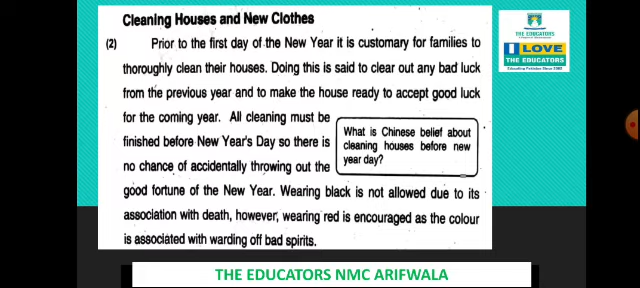 Cleaning Houses and New Clothes
(2) Prior to the first day of the New Year it is customary for families to
thoroughly clean their houses. Doing this is said to clear out any bad luck
from the previous year and to make the house ready to accept good luck
for the coming year. All cleaning must be
finished before New Year's Day so there is
no chance of accidentally throwing out the
What is Chinese belief about
cleaning houses before new
year day?
good fortune of the New Year. Wearing black is not allowed due to its
association with death, however, wearing red is encouraged as the colour
is associated with warding off bad spirits.
THE EDUCATORS
I LOVE
THE EDUCATORS
THE EDUCATORS NMC ARIFWALA